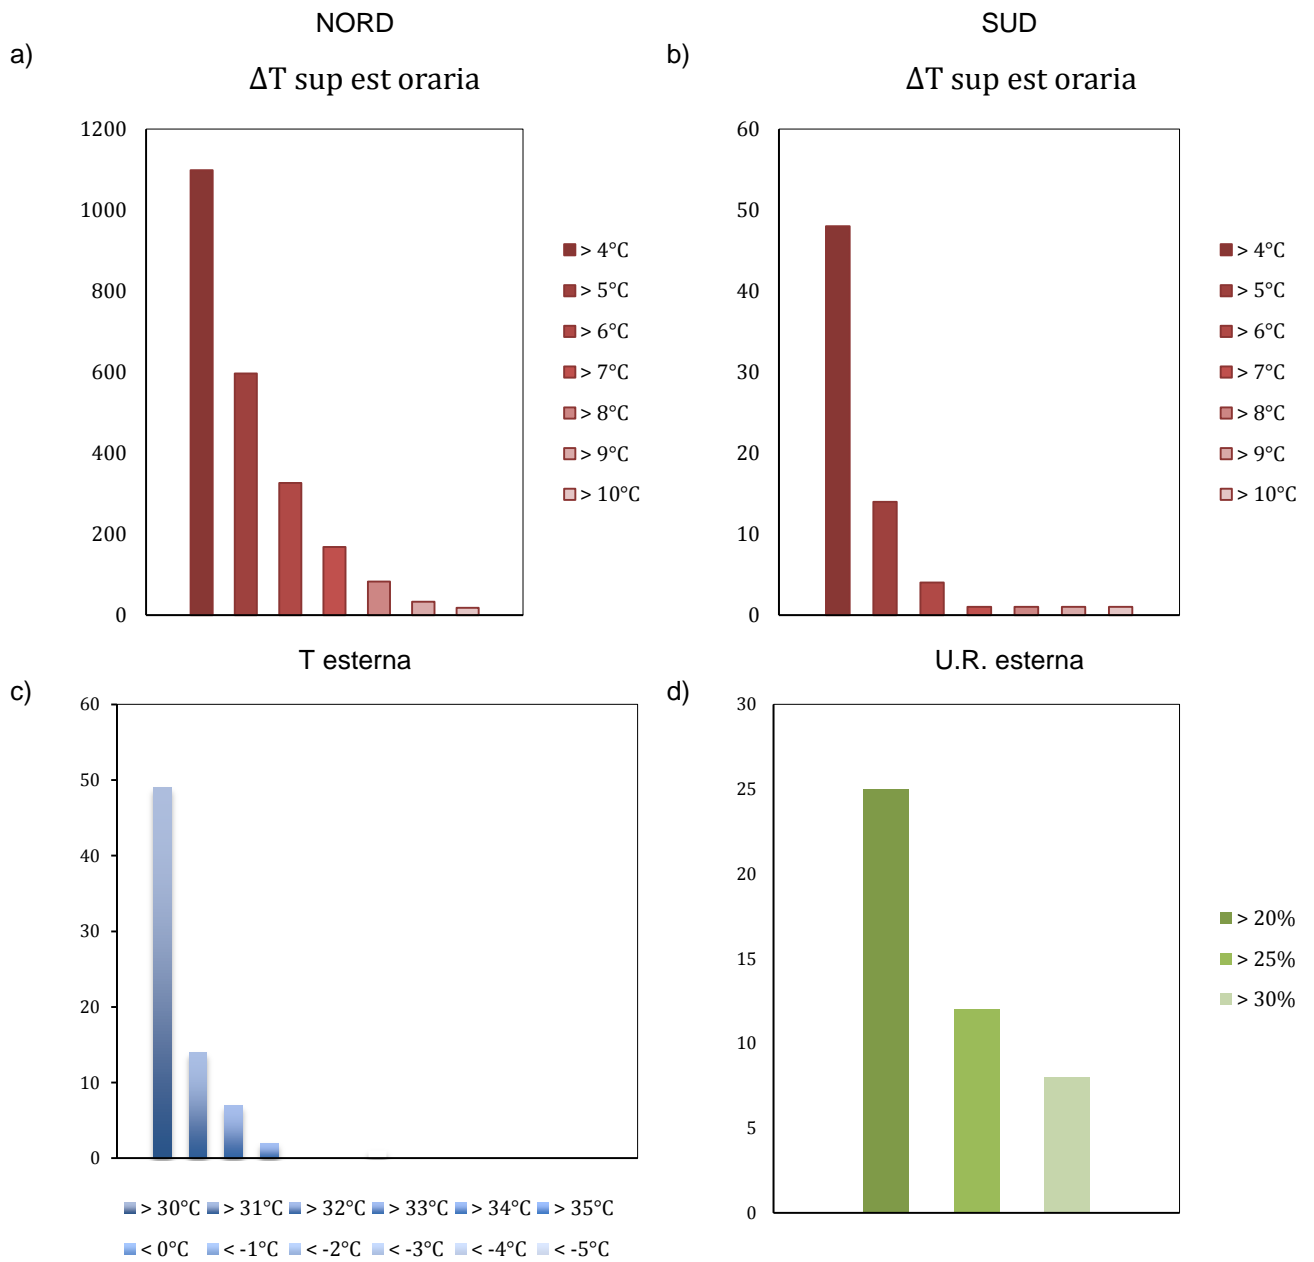 NORD
a)
ΔT sup est oraria
1200
1000
800
600
400
200
0
> 4°C
> 5°C
> 6°C
> 7°C
> 8°C
> 9°C
> 10°C
SUD
b)
ΔT sup est oraria
60
50
40
30
20
10
0
> 4°C
> 5°C
> 6°C
> 7°C
> 8°C
> 9°C
> 10°C
T esterna
c)
60
50
40
30
20
10
0
> 30°C > 31°C > 32°C > 33°C > 34°C > 35°C
< 0°C < -1°C < -2°C < -3°C < -4°C < -5°C
U.R. esterna
d)
30
25
20
15
10
5
0
> 20%
> 25%
> 30%